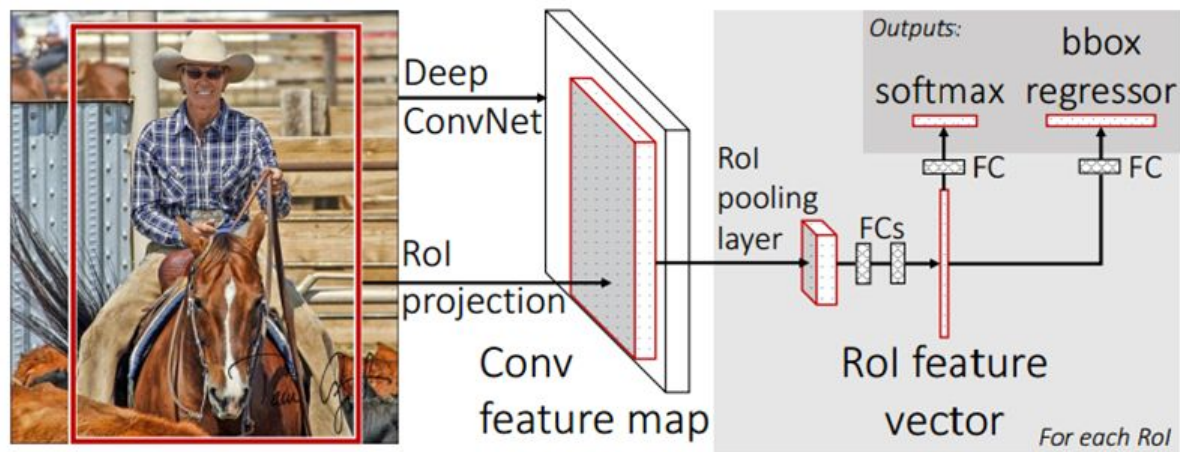 Deep
ConvNet
RoI
projection
Conv
feature map
RoI
pooling
layer
FCs
RoI feature
vector
For each RoI
Outputs:
softmax
FC
bbox
regressor
FC